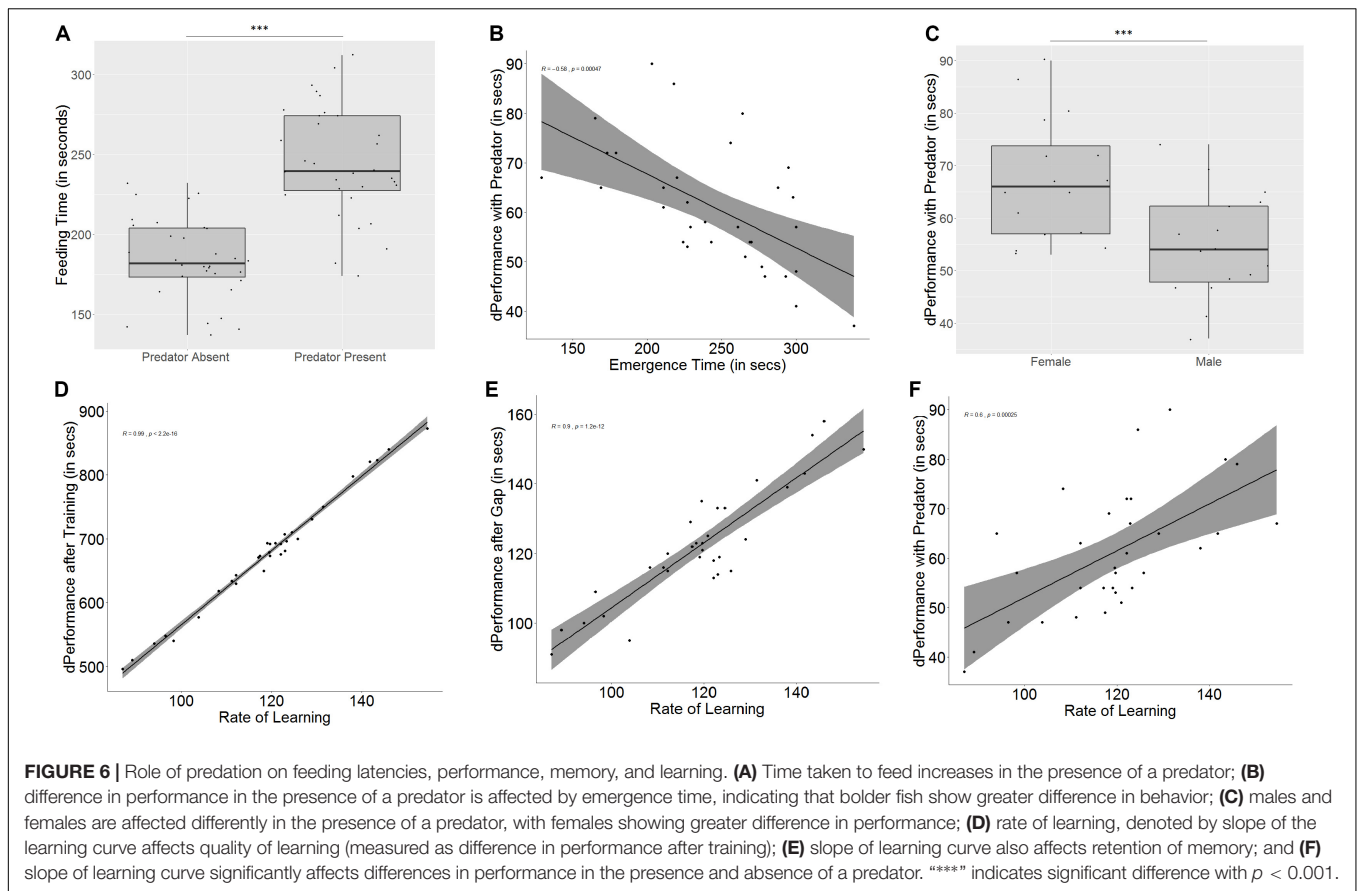 A
***
Feeding Time (in seconds)
300
250
200
150
Predator Absent
Predator Present
B
R = −0.58 , p = 0.00047
dPerformance with Predator (in secs)
90
80
70
60
50
40
150
200
250
300
Emergence Time (in secs)
C
***
dPerformance with Predator (in secs)
90
80
70
60
50
40
Female
Male
D
R = 0.99 , p < 2.2e-16
dPerformance after Training (in secs)
900
800
700
600
500
100
120
140
Rate of Learning
E
R = 0.9 , p = 1.2e-12
dPerformance after Gap (in secs)
160
140
120
100
100
120
140
Rate of Learning
F
R = 0.6 , p = 0.00025
dPerformance with Predator (in secs)
90
80
70
60
50
40
100
120
140
Rate of Learning
FIGURE 6 | Role of predation on feeding latencies, performance, memory, and learning. (A) Time taken to feed increases in the presence of a predator; (B)
difference in performance in the presence of a predator is affected by emergence time, indicating that bolder fish show greater difference in behavior; (C) males and
females are affected differently in the presence of a predator, with females showing greater difference in performance; (D) rate of learning, denoted by slope of the
learning curve affects quality of learning (measured as difference in performance after training); (E) slope of learning curve also affects retention of memory; and (F)
slope of learning curve significantly affects differences in performance in the presence and absence of a predator. "***" indicates significant difference with p < 0.001.